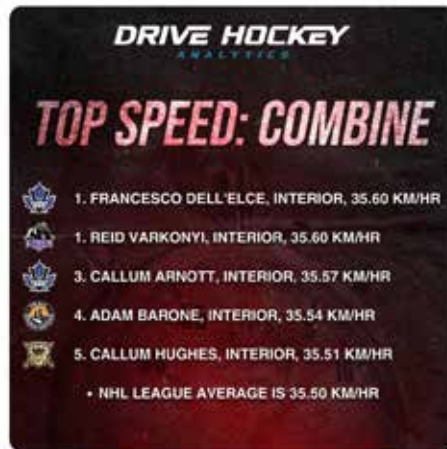 DRIVE HOCKEY
ANALYTICS
TOP SPEED: COMBINE
1. FRANCESCO DELL'ELCE, INTERIOR, 35.60 KM/HR
1. REID VARKONYI, INTERIOR, 35.60 KM/HR
3. CALLUM ARNOTT, INTERIOR, 35.57 KM/HR
4. ADAM BARONE, INTERIOR, 35.54 KM/HR
5. CALLUM HUGHES, INTERIOR, 35.51 KM/HR
• NHL LEAGUE AVERAGE IS 35.50 KM/HR